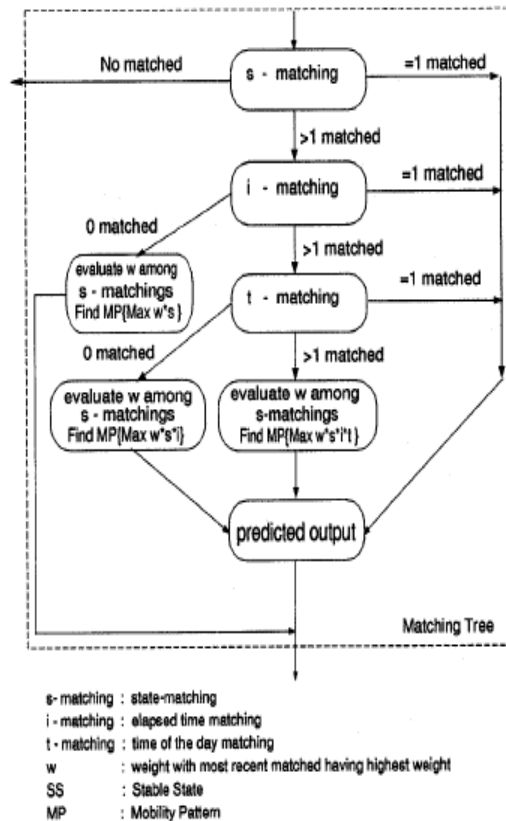 No matched
s - matching
=1 matched
>1 matched
i - matching
=1 matched
0 matched
>1 matched
evaluate w among
s - matchings
Find MP{Max w*s }
t - matching
=1 matched
0 matched
>1 matched
evaluate w among
s - matchings
Find MP{Max w*s*i}
evaluate w among
s-matchings
Find MP{Max w*s*i*t }
predicted output
Matching Tree
s- matching : state-matching
i - matching : elapsed time matching
t - matching : time of the day matching
w : weight with most recent matched having highest weight
SS : Stable State
MP : Mobility Pattern